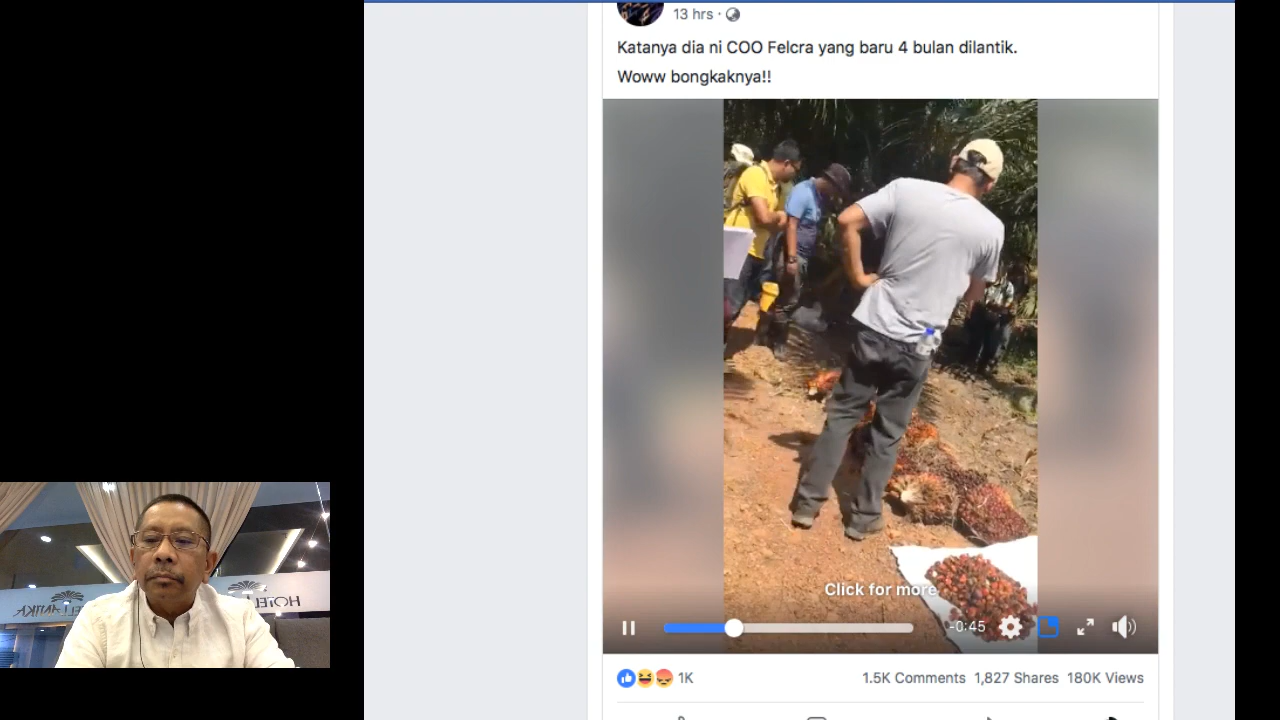 13 hrs ·
Katanya dia ni COO Felcra yang baru 4 bulan dilantik.
Woww bongkaknya!!
Click for more
-0:45
1K
1.5K Comments 1,827 Shares 180K Views
HOTEL